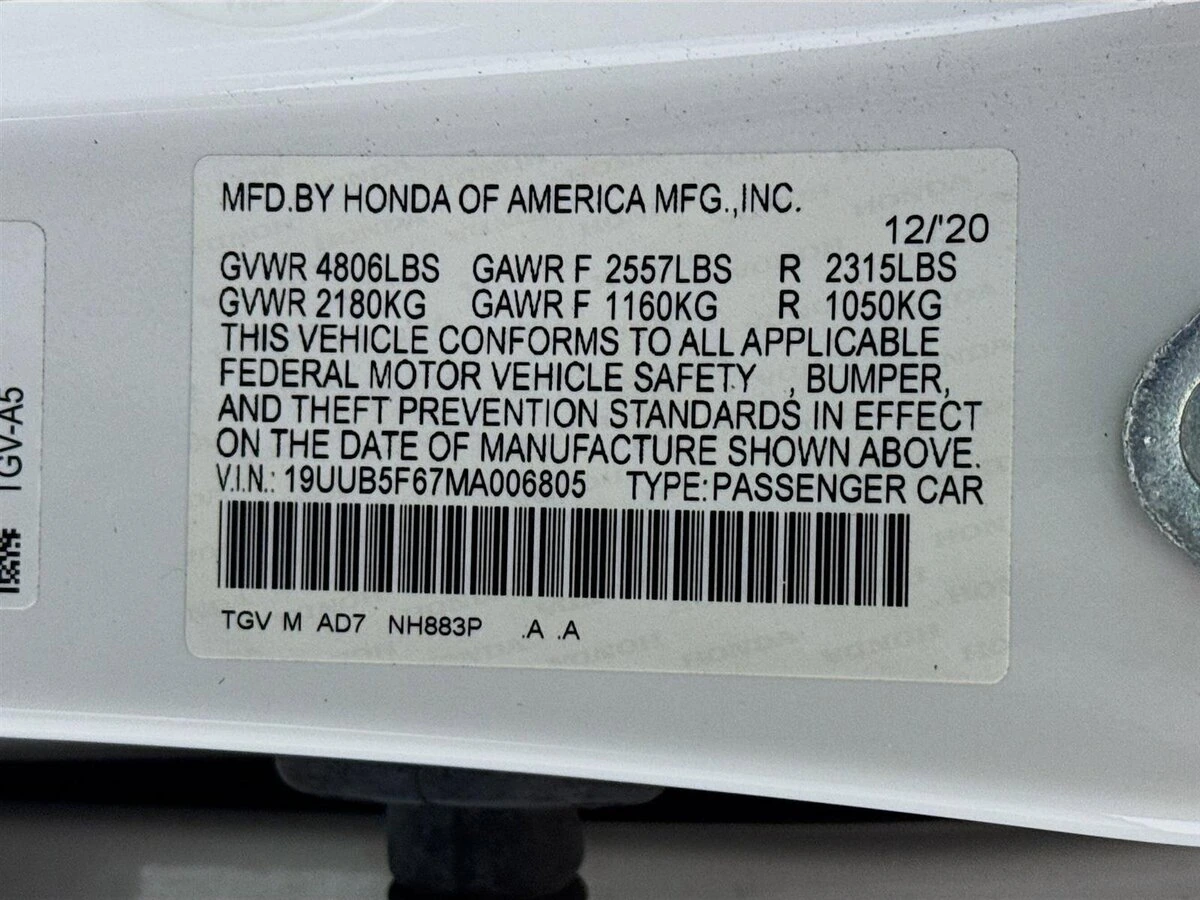 MFD.BY HONDA OF AMERICA MFG.,INC.
12/'20
GVWR 4806LBS GAWR F 2557LBS R 2315LBS
GVWR 2180KG GAWR F 1160KG R 1050KG
THIS VEHICLE CONFORMS TO ALL APPLICABLE
FEDERAL MOTOR VEHICLE SAFETY , BUMPER,
AND THEFT PREVENTION STANDARDS IN EFFECT
ON THE DATE OF MANUFACTURE SHOWN ABOVE.
V.I.N.: 19UUB5F67MA006805 TYPE:PASSENGER CAR
TGV M AD7 NH883P .A .A
TGV-A5